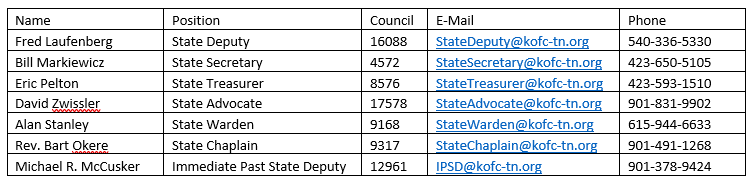 Name Position Council E-Mail Phone
Fred Laufenberg State Deputy 16088 StateDeputy@kofc-tn.org 540-336-5330
Bill Markiewicz State Secretary 4572 StateSecretary@kofc-tn.org 423-650-5105
Eric Pelton State Treasurer 8576 StateTreasurer@kofc-tn.org 423-593-1510
David Zwissler State Advocate 17578 StateAdvocate@kofc-tn.org 901-831-9902
Alan Stanley State Warden 9168 StateWarden@kofc-tn.org 615-944-6633
Rev. Bart Okere State Chaplain 9317 StateChaplain@kofc-tn.org 901-491-1268
Michael R. McCusker Immediate Past State Deputy 12961 IPSD@kofc-tn.org 901-378-9424